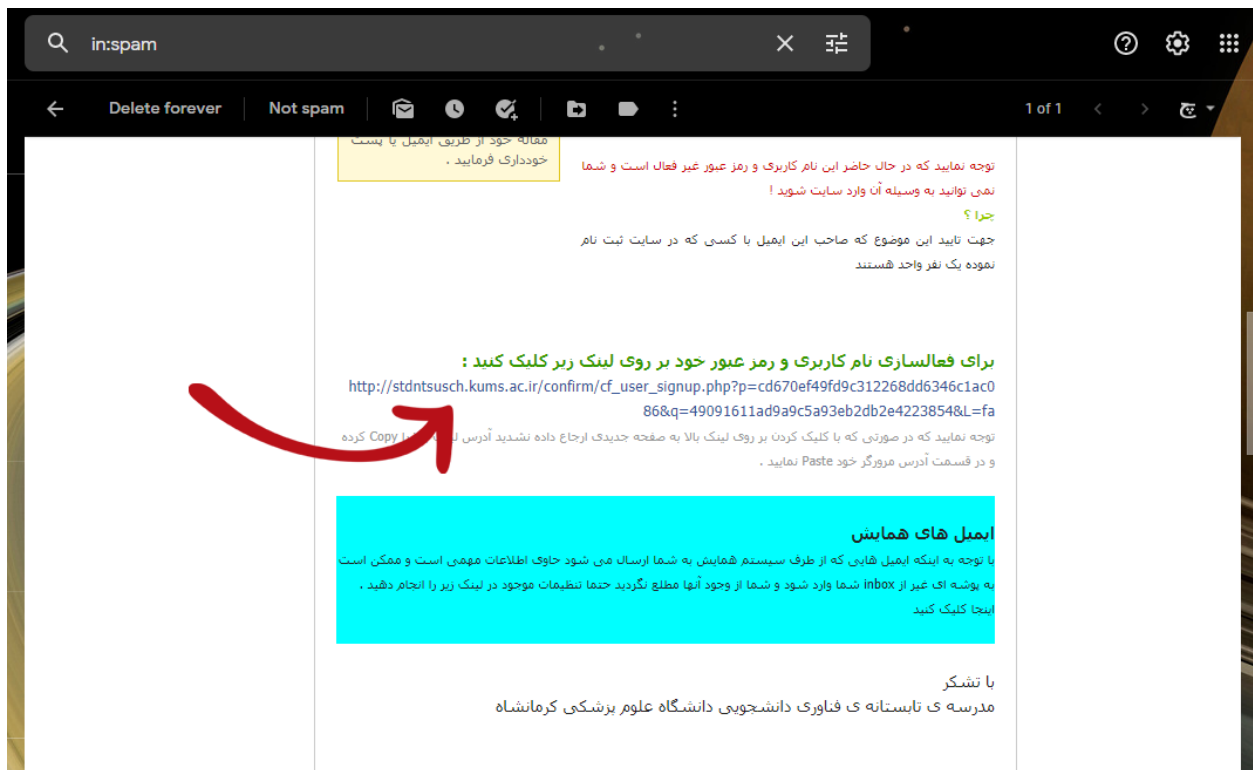 in:spam
Delete forever
Not spam
1 of 1
مقاله خود از طریق ایمیل یا پست
خودداری فرمایید .
توجه نمایید که در حال حاضر این نام کاربری و رمز عبور غیر فعال است و شما
نمی توانید به وسیله آن وارد سایت شوید !
چرا ؟
جهت تایید این موضوع که صاحب این ایمیل با کسی که در سایت ثبت نام
نموده یک نفر واحد هستند
برای فعالسازی نام کاربری و رمز عبور خود بر روی لینک زیر کلیک کنید :
http://stdntsusch.kums.ac.ir/confirm/cf_user_signup.php?p=cd670ef49fd9c312268dd6346c1ac0
86&q=49091611ad9a9c5a93eb2db2e4223854&L=fa
توجه نمایید که در صورتی که با کلیک کردن بر روی لینک بالا به صفحه جدیدی ارجاع داده نشدید آدرس Copy کرده
و در قسمت آدرس مرورگر خود Paste نمایید .
ایمیل های همایش
با توجه به اینکه ایمیل هایی که از طرف سیستم همایش به شما ارسال می شود حاوی اطلاعات مهمی است و ممکن است
به پوشه ای غیر از inbox شما وارد شود و شما از وجود آنها مطلع نگردید حتما تنظیمات موجود در لینک زیر را انجام دهید .
اینجا کلیک کنید
با تشکر
مدرسه ی تابستانه ی فناوری دانشجویی دانشگاه علوم پزشکی کرمانشاه